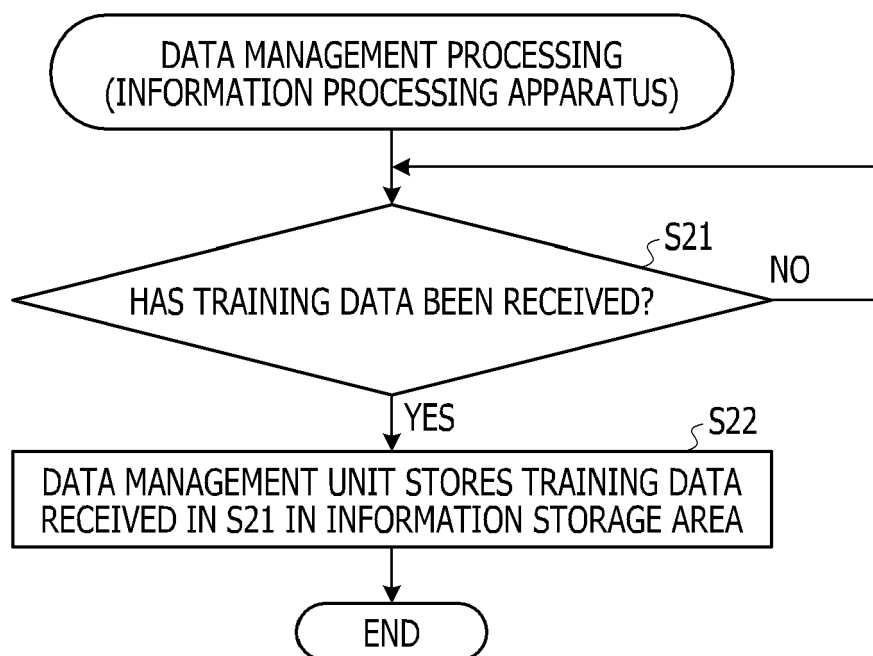 DATA MANAGEMENT PROCESSING
(INFORMATION PROCESSING APPARATUS)
S21
HAS TRAINING DATA BEEN RECEIVED?
NO
YES
S22
DATA MANAGEMENT UNIT STORES TRAINING DATA
RECEIVED IN S21 IN INFORMATION STORAGE AREA
END